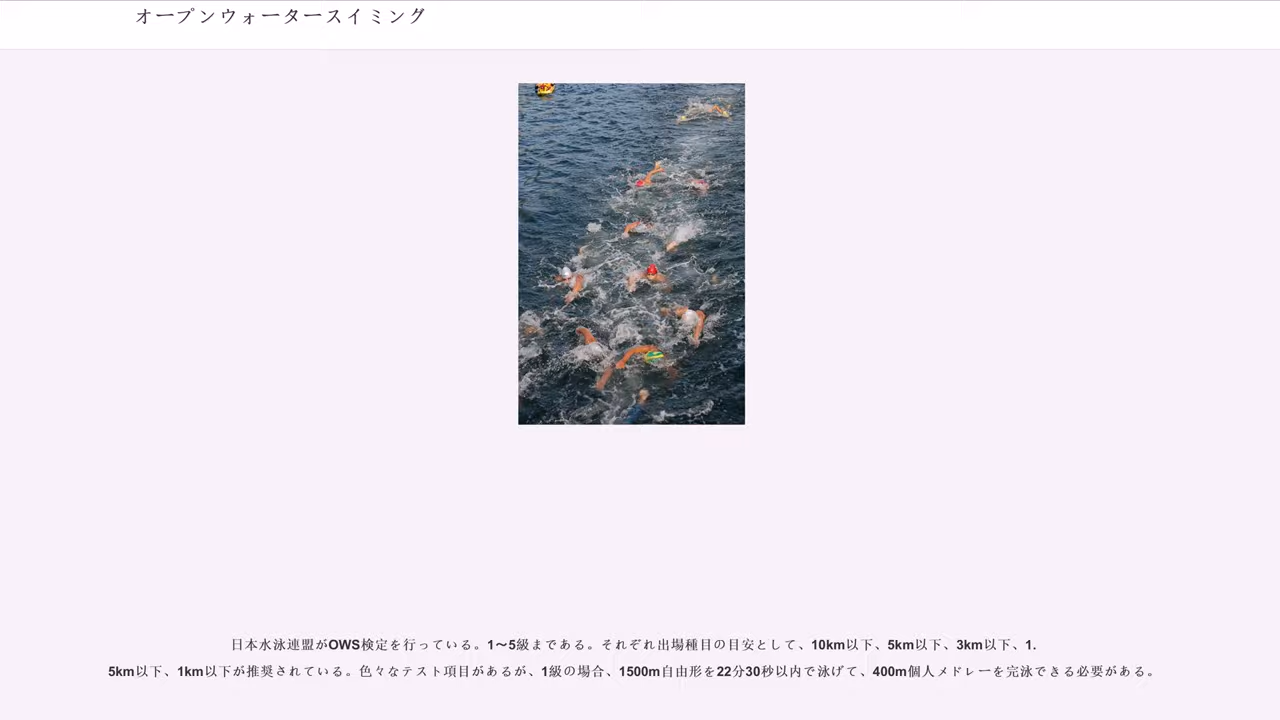 オープンウォータースイミング
日本水泳連盟がOWS検定を行っている。1〜5級まである。それぞれ出場種目の目安として、10km以下、5km以下、3km以下、1.
5km以下、1km以下が推奨されている。色々なテスト項目があるが、1級の場合、1500m自由形を22分30秒以内で泳げて、400m個人メドレーを完泳できる必要がある。